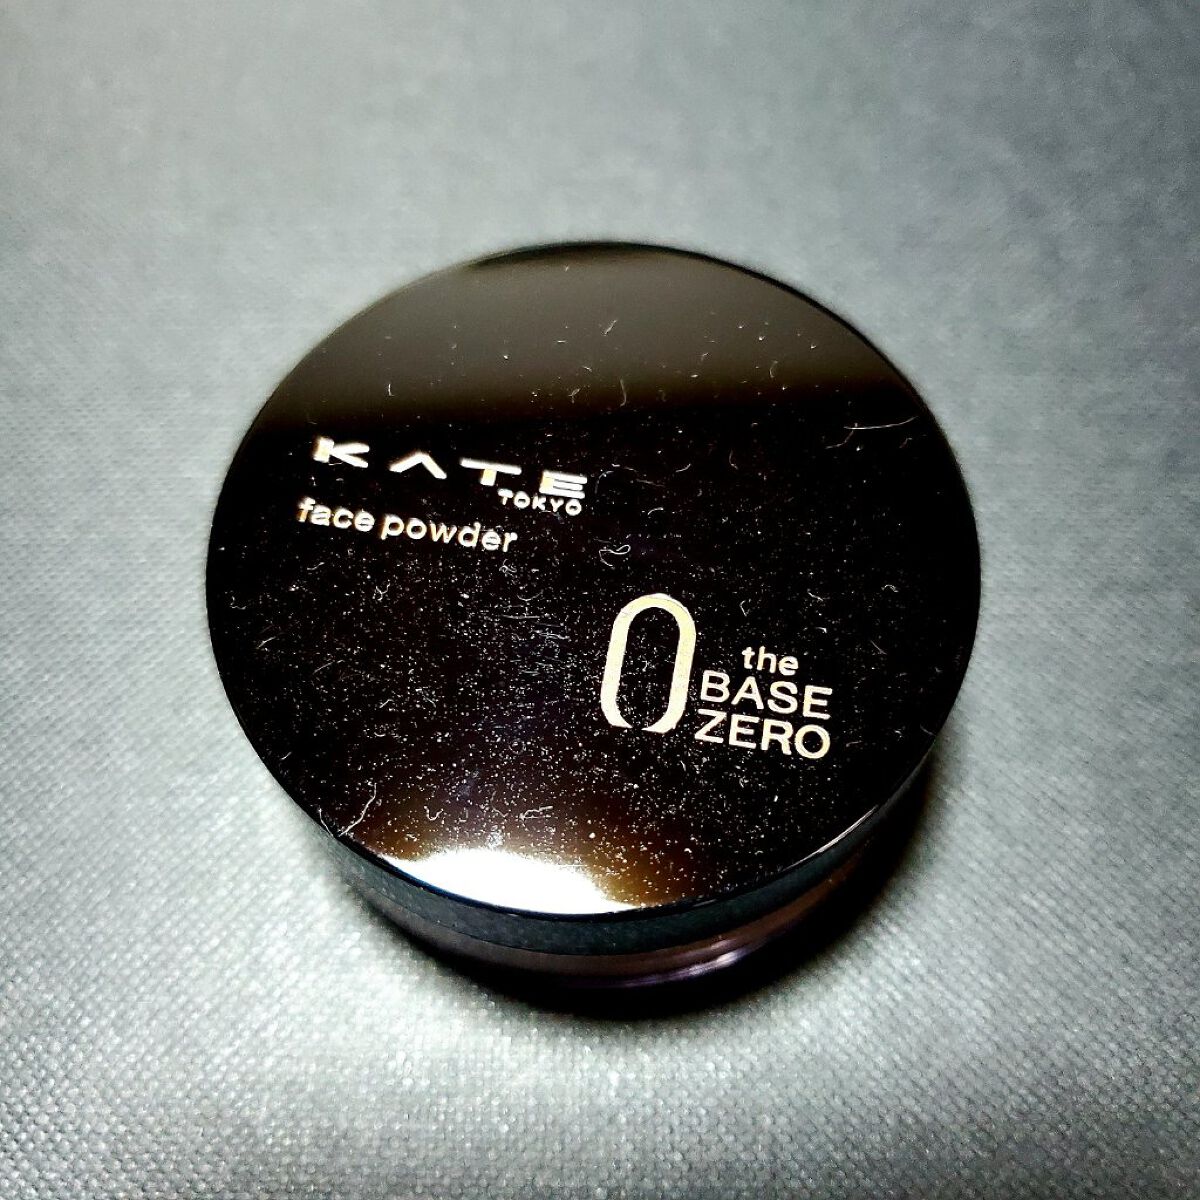 KATE
TOKYO
face powder
0
the
BASE
ZERO